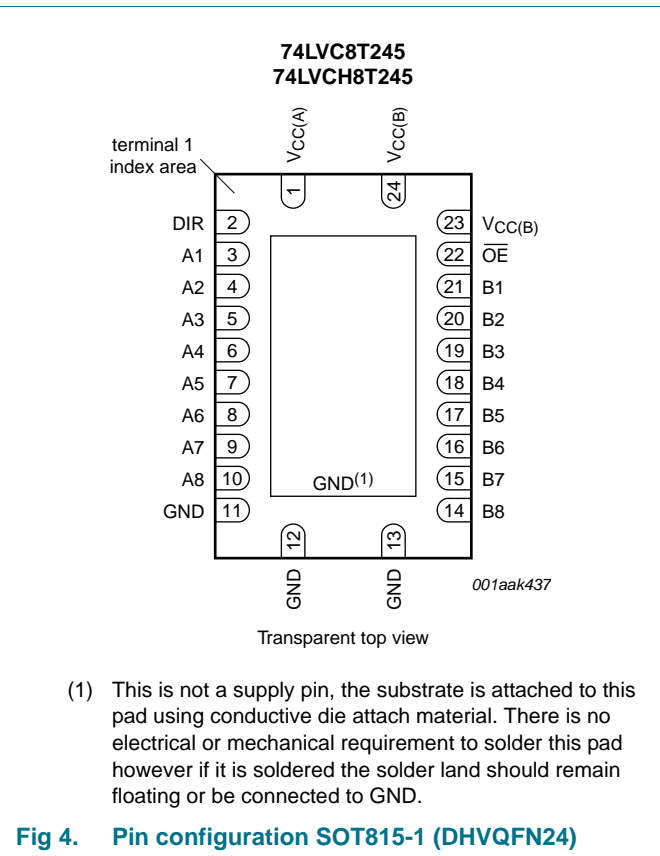 74LVC8T245
74LVCH8T245
terminal 1
index area
VCC(A)
VCC(B)
1
24
DIR 2
23 VCC(B)
A1 3
22 OE
A2 4
21 B1
A3 5
20 B2
A4 6
19 B3
A5 7
18 B4
A6 8
17 B5
A7 9
16 B6
A8 10
15 B7
GND 11
14 B8
GND(1)
12
13
GND
GND
001aak437
Transparent top view
(1) This is not a supply pin, the substrate is attached to this
pad using conductive die attach material. There is no
electrical or mechanical requirement to solder this pad
however if it is soldered the solder land should remain
floating or be connected to GND.
Fig 4. Pin configuration SOT815-1 (DHVQFN24)